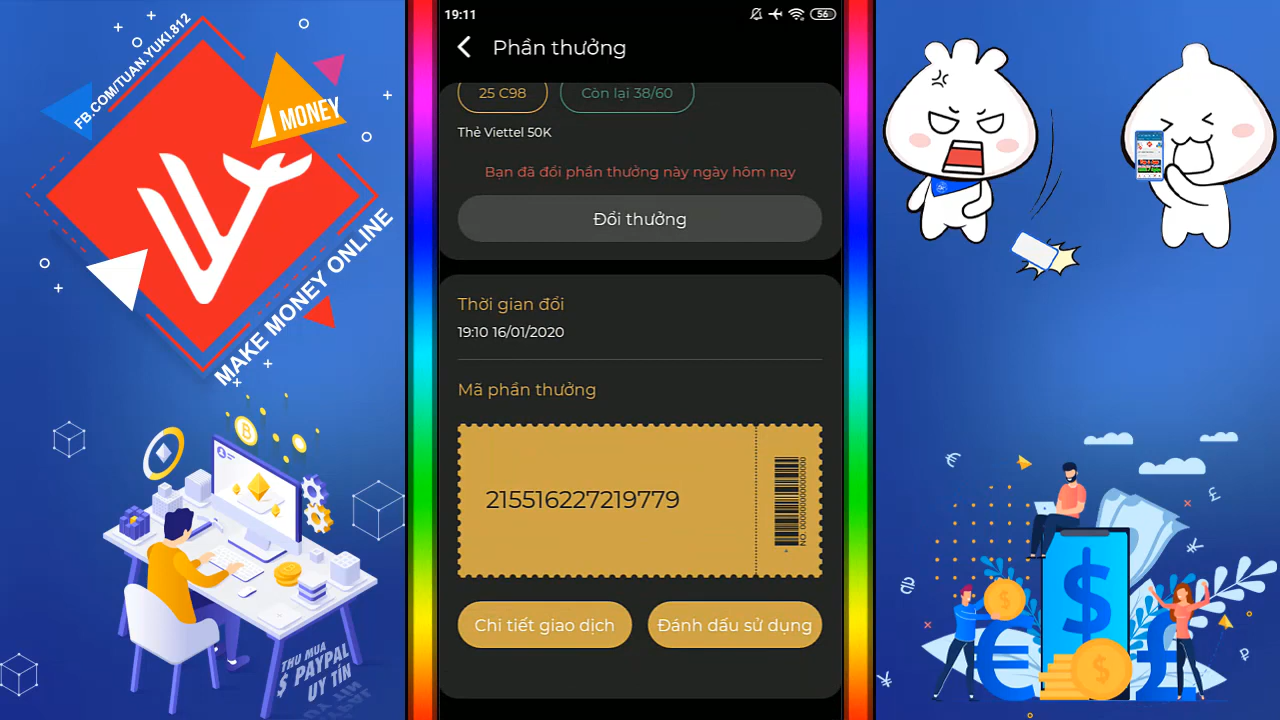 FB.COM/TUAN.YUKI.812
MONEY
MAKE MONEY ONLINE
THU MUA
$ PAYPAL
UY TÍN
19:11
56
Phần thưởng
25 C98
Còn lại 38/60
Thẻ Viettel 50K
Bạn đã đổi phần thưởng này ngày hôm nay
Đổi thưởng
Thời gian đổi
19:10 16/01/2020
Mã phần thưởng
215516227219779
Chi tiết giao dịch
Đánh dấu sử dụng